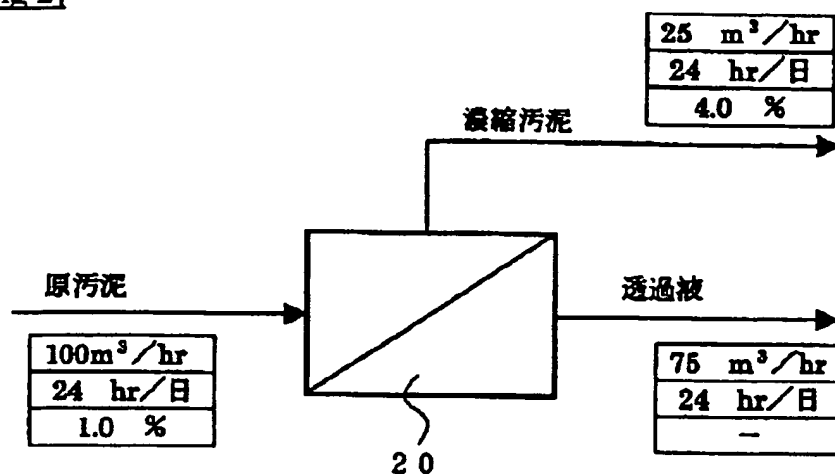 25 m³/hr
24 hr/日
4.0 %
濃縮汚泥
原汚泥
透過液
100m³/hr
24 hr/日
1.0 %
75 m³/hr
24 hr/日
−
20